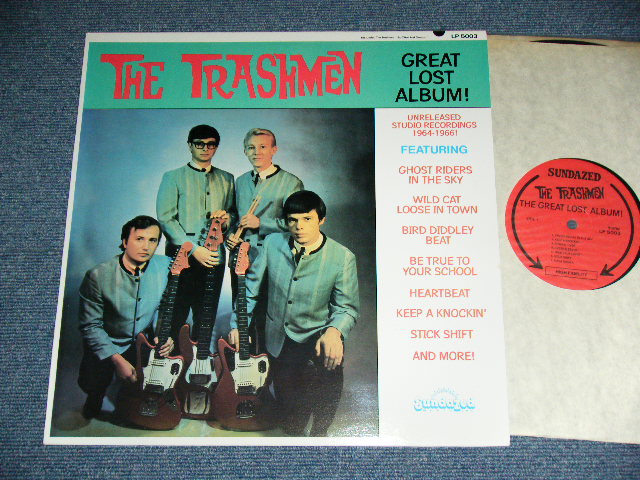 LP 5003
THE TRASHMEN
GREAT
LOST
ALBUM!
UNRELEASED
STUDIO RECORDINGS
1964-1966!
FEATURING
GHOST RIDERS
IN THE SKY
WILD CAT
LOOSE IN TOWN
BIRD DIDDLEY
BEAT
BE TRUE TO
YOUR SCHOOL
HEARTBEAT
KEEP A KNOCKIN'
STICK SHIFT
AND MORE!
Sundazed
SUNDAZED
THE TRASHMEN
THE GREAT LOST ALBUM!
LP 5003
HIGH FIDELITY